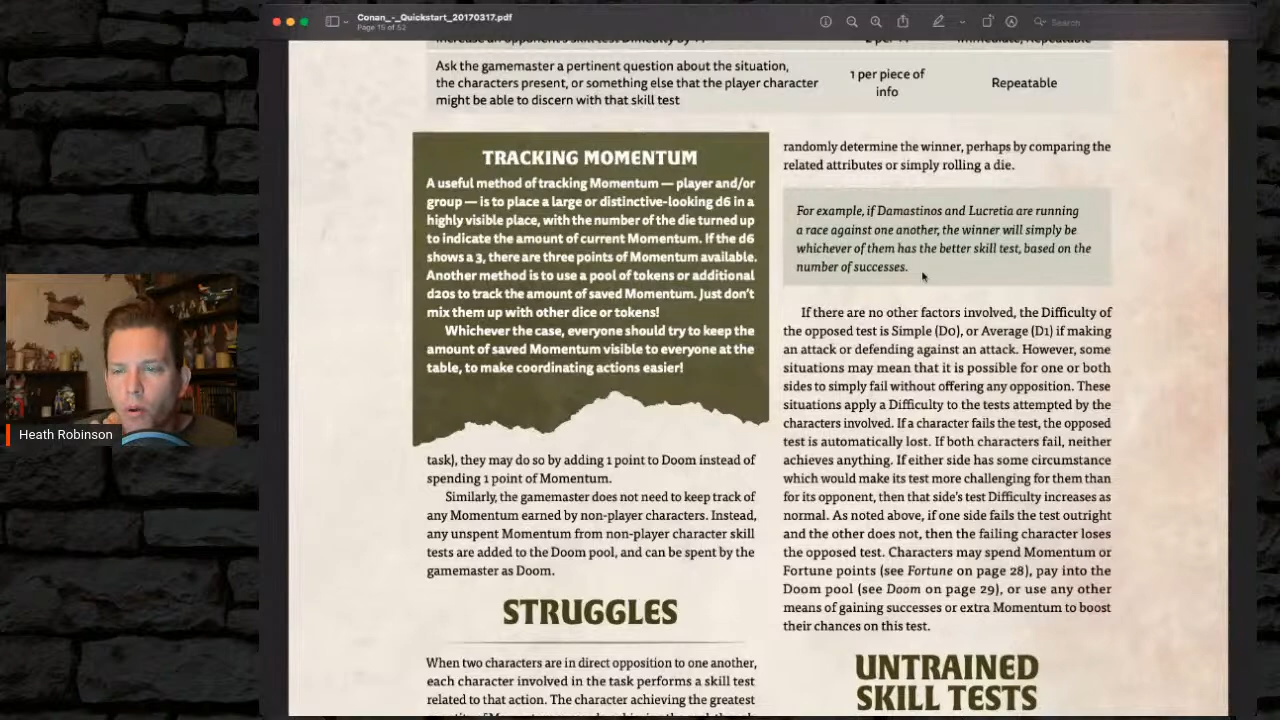 Conan_-_Quickstart_20170317.pdf
Page 15 of 52
Search
Increase an opponent's skill test Difficulty by +1
2 per +1
Immediate, Repeatable
Ask the gamemaster a pertinent question about the situation,
the characters present, or something else that the player character
might be able to discern with that skill test
1 per piece of
info
Repeatable
TRACKING MOMENTUM
A useful method of tracking Momentum — player and/or
group — is to place a large or distinctive-looking d6 in a
highly visible place, with the number of the die turned up
to indicate the amount of current Momentum. If the d6
shows a 3, there are three points of Momentum available.
Another method is to use a pool of tokens or additional
d20s to track the amount of saved Momentum. Just don't
mix them up with other dice or tokens!
Whichever the case, everyone should try to keep the
amount of saved Momentum visible to everyone at the
table, to make coordinating actions easier!
task), they may do so by adding 1 point to Doom instead of
spending 1 point of Momentum.
Similarly, the gamemaster does not need to keep track of
any Momentum earned by non-player characters. Instead,
any unspent Momentum from non-player character skill
tests are added to the Doom pool, and can be spent by the
gamemaster as Doom.
STRUGGLES
When two characters are in direct opposition to one another,
each character involved in the task performs a skill test
related to that action. The character achieving the greatest
randomly determine the winner, perhaps by comparing the
related attributes or simply rolling a die.
For example, if Damastinos and Lucretia are running
a race against one another, the winner will simply be
whichever of them has the better skill test, based on the
number of successes.
If there are no other factors involved, the Difficulty of
the opposed test is Simple (D0), or Average (D1) if making
an attack or defending against an attack. However, some
situations may mean that it is possible for one or both
sides to simply fail without offering any opposition. These
situations apply a Difficulty to the tests attempted by the
characters involved. If a character fails the test, the opposed
test is automatically lost. If both characters fail, neither
achieves anything. If either side has some circumstance
which would make its test more challenging for them than
for its opponent, then that side's test Difficulty increases as
normal. As noted above, if one side fails the test outright
and the other does not, then the failing character loses
the opposed test. Characters may spend Momentum or
Fortune points (see Fortune on page 28), pay into the
Doom pool (see Doom on page 29), or use any other
means of gaining successes or extra Momentum to boost
their chances on this test.
UNTRAINED
SKILL TESTS
Heath Robinson